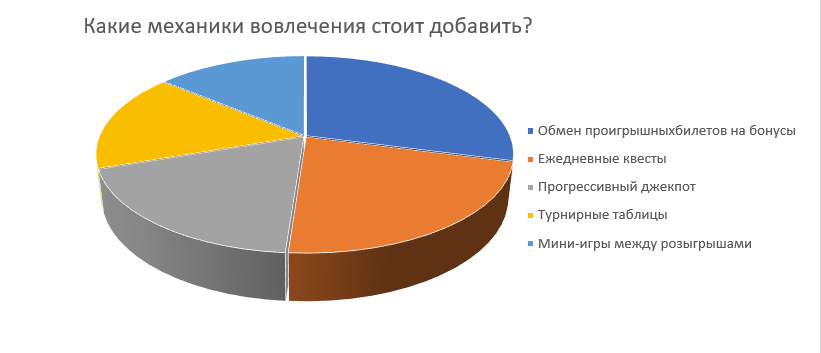 Какие механики вовлечения стоит добавить?
Обмен проигрышныхбилетов на бонусы
Ежедневные квесты
Прогрессивный джекпот
Турнирные таблицы
Мини-игры между розыгрышами